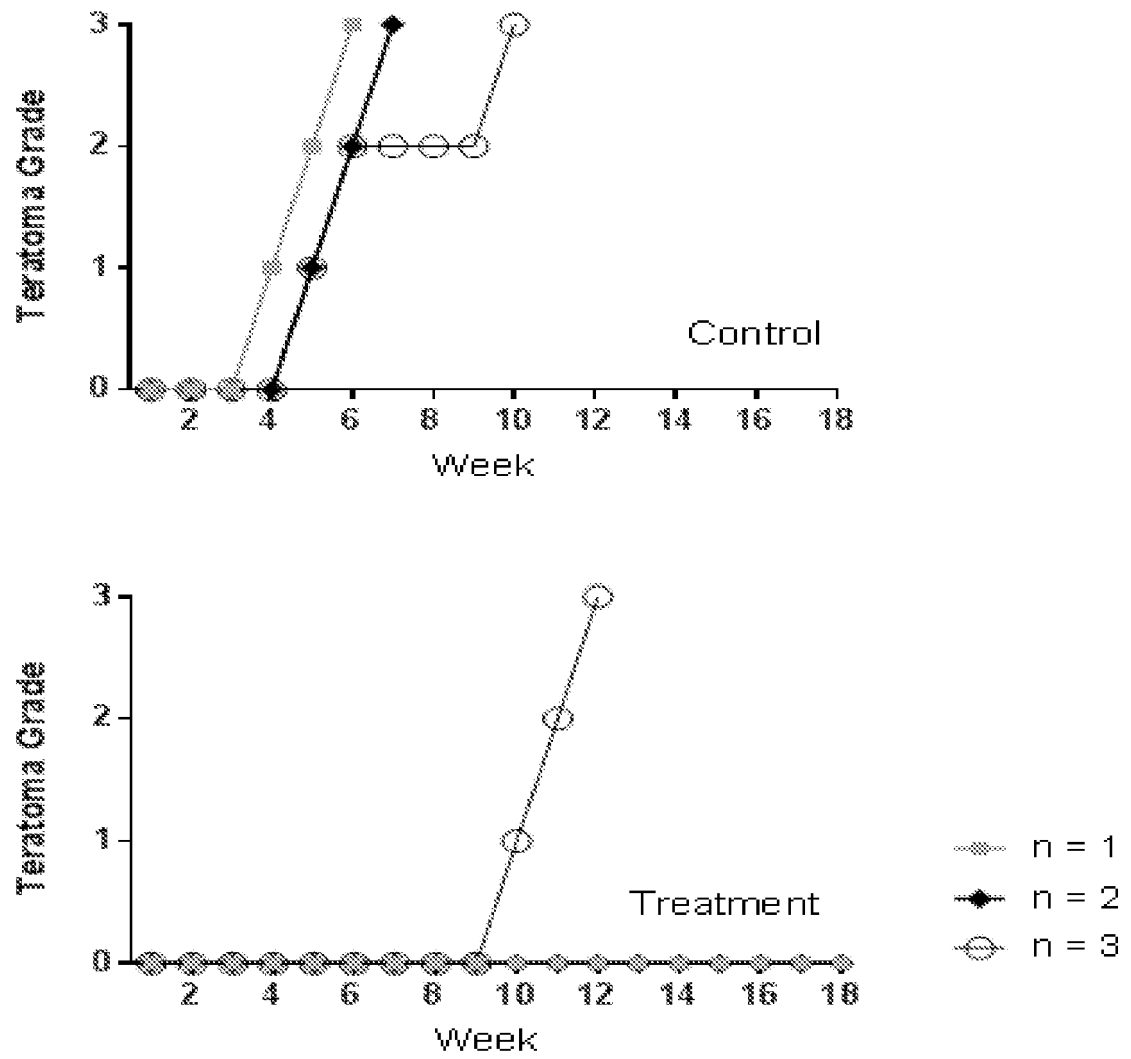 3
2
1
0
Teratoma Grade
Control
2 4 6 8 10 12 14 16 18
Week
3
2
1
0
Teratoma Grade
Treatment
2 4 6 8 10 12 14 16 18
Week
n = 1
n = 2
n = 3